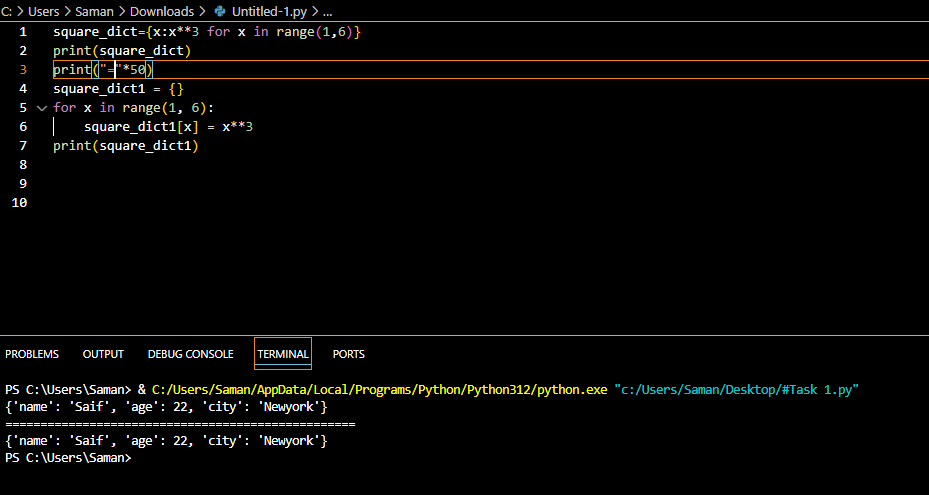 C: > Users > Saman > Downloads > Untitled-1.py > ...
1 square_dict={x:x**3 for x in range(1,6)}
2 print(square_dict)
3 print("="*50)
4 square_dict1 = {}
5 for x in range(1, 6):
6     square_dict1[x] = x**3
7 print(square_dict1)
8
9
10
PROBLEMS OUTPUT DEBUG CONSOLE TERMINAL PORTS
PS C:\Users\Saman> & C:/Users/Saman/AppData/Local/Programs/Python/Python312/python.exe "c:/Users/Saman/Desktop/#Task 1.py"
{'name': 'Saif', 'age': 22, 'city': 'Newyork'}
==================================================
{'name': 'Saif', 'age': 22, 'city': 'Newyork'}
PS C:\Users\Saman>